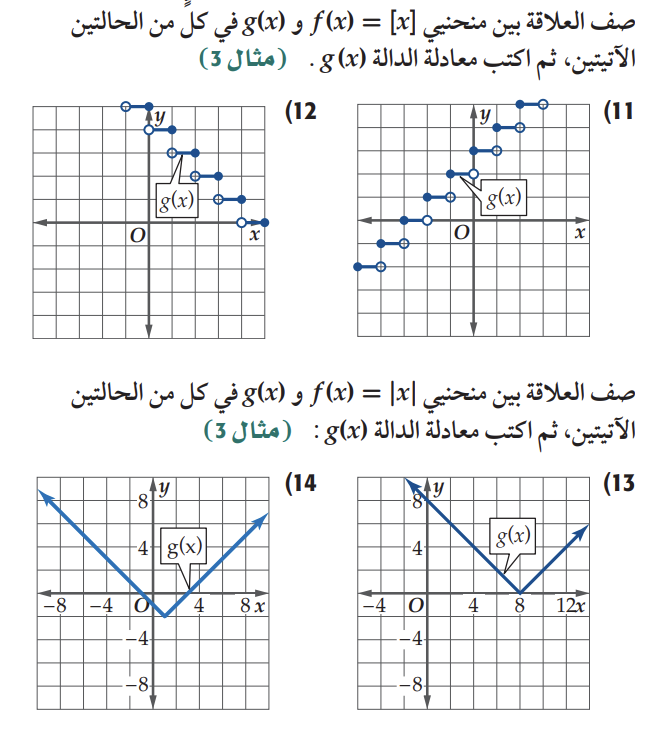 صف العلاقة بين منحنيي f(x) = [x] و g(x) في كلٍّ من الحالتين
الآتيتين، ثم اكتب معادلة الدالة g(x) . (مثال 3)
(11
y
g(x)
O
x
(12
y
g(x)
O
x
صف العلاقة بين منحنيي f(x) = |x| و g(x) في كل من الحالتين
الآتيتين، ثم اكتب معادلة الدالة g(x) : (مثال 3)
(13
8 y
g(x)
4
−4 O 4 8 12x
−4
−8
(14
8 y
4 g(x)
−8 −4 O 4 8 x
−4
−8